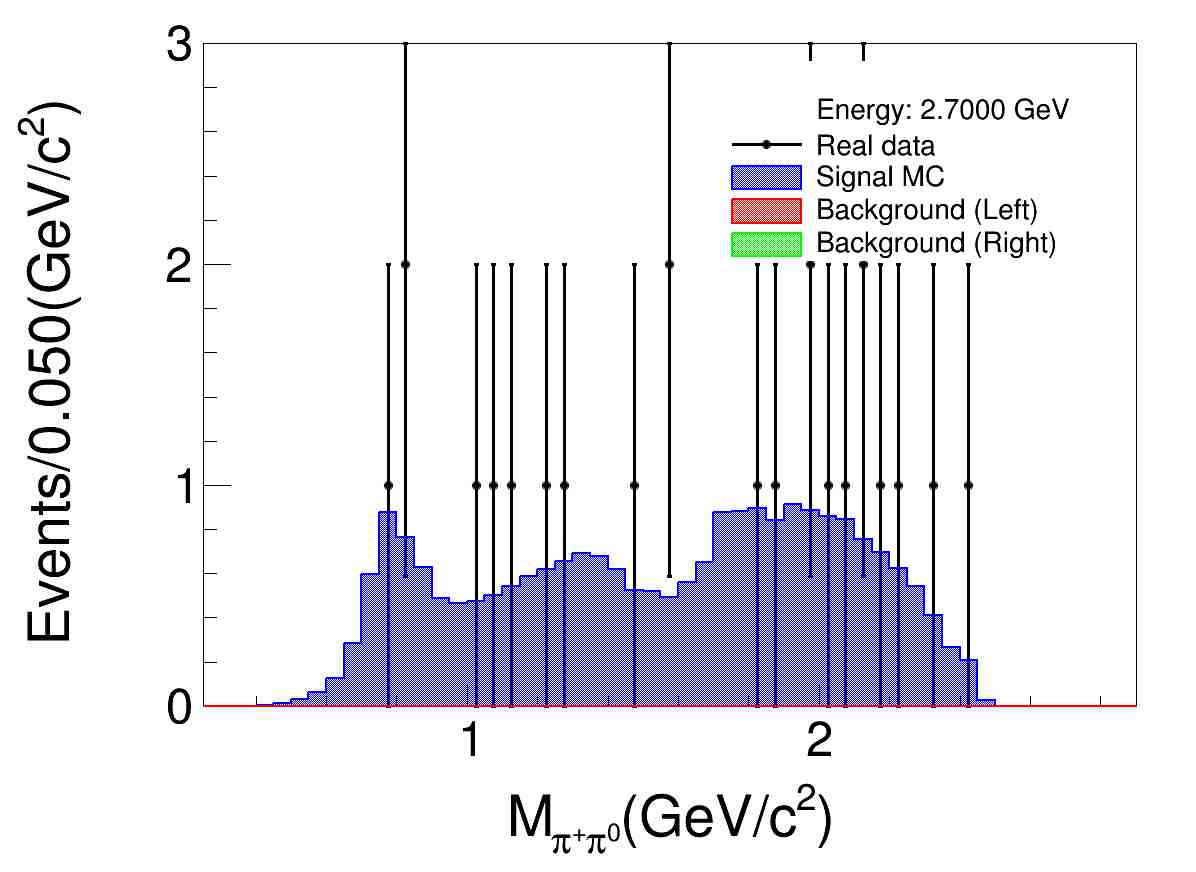 3
2
1
0
1
2
Events/0.050(GeV/c²)
Energy: 2.7000 GeV
Real data
Signal MC
Background (Left)
Background (Right)
M_π⁺π⁰(GeV/c²)